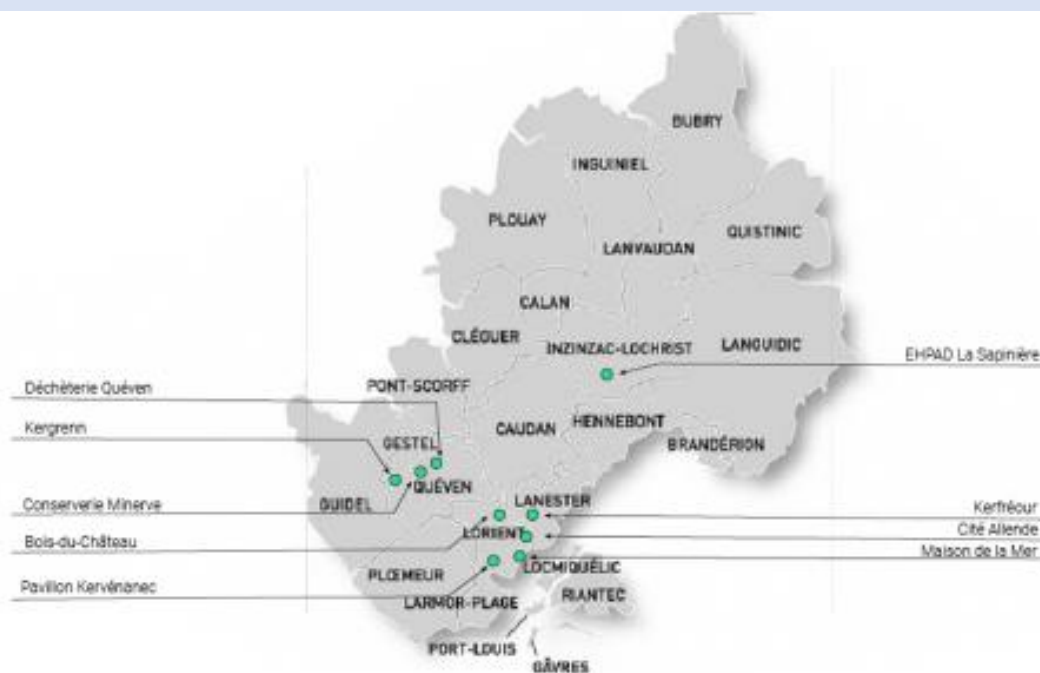 BUBRY
INGUINIEL
PLOUAY
QUISTINIC
LANVAUDAN
CALAN
CLÉGUER
INZINZAC-LOCHRIST
LANGUIDIC
EHPAD La Sapinière
Déchèterie Quéven
PONT-SCORFF
HENNEBONT
Kergrenn
CAUDAN
GESTEL
BRANDÉRION
QUÉVEN
Conserverie Minerve
GUIDEL
LANESTER
Kerfréour
LORIENT
Cité Allende
Bois-du-Château
Maison de la Mer
PLŒMEUR
LOCMIQUÉLIC
Pavillon Kervénanec
LARMOR-PLAGE
RIANTEC
PORT-LOUIS
GÂVRES